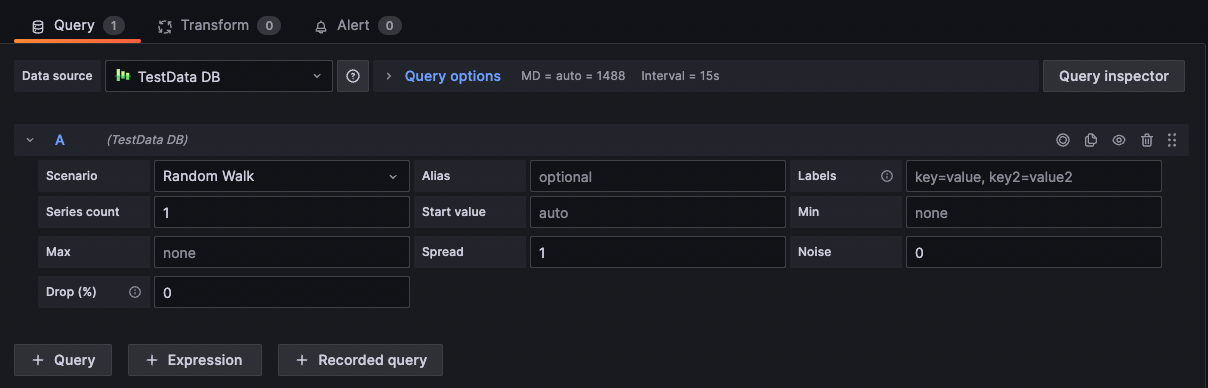 Query 1 Transform 0 Alert 0
Data source TestData DB Query options MD = auto = 1488 Interval = 15s Query inspector
A (TestData DB)
Scenario Random Walk Alias optional Labels key=value, key2=value2
Series count 1 Start value auto Min none
Max none Spread 1 Noise 0
Drop (%) 0
+ Query + Expression + Recorded query